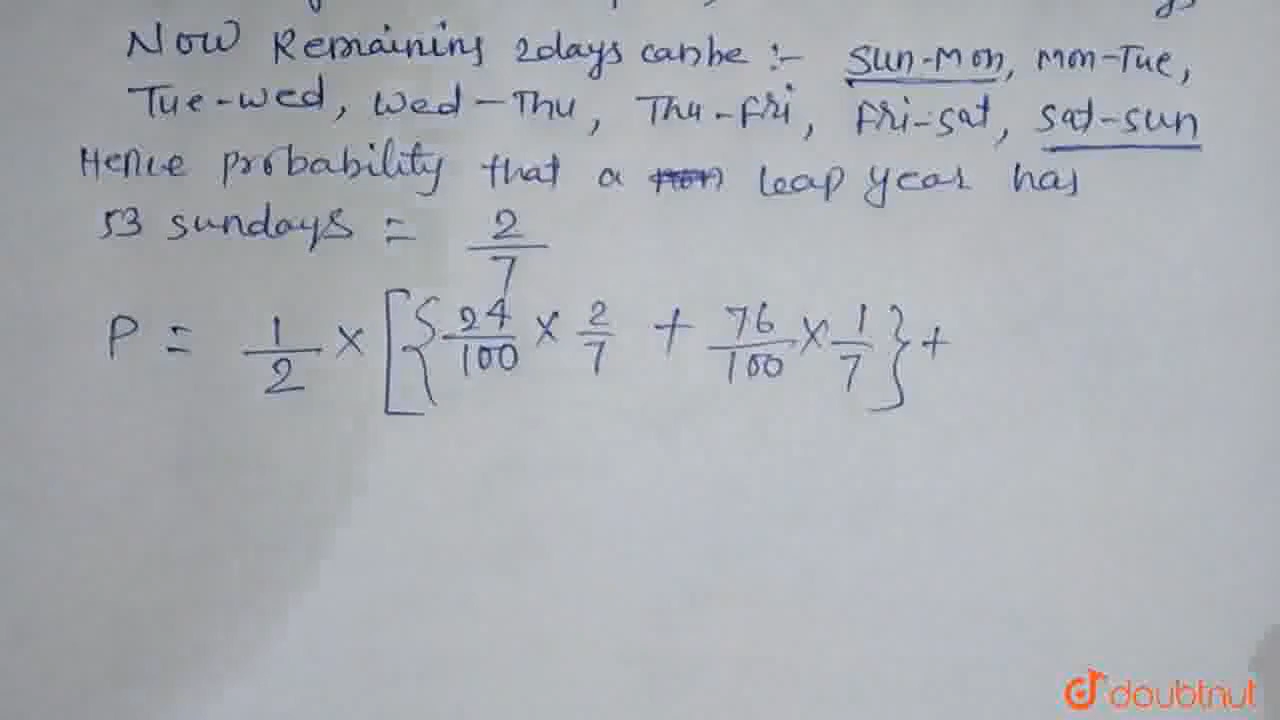 Now Remaining 2days canbe :- Sun-Mon, Mon-Tue,
Tue-Wed, Wed-Thu, Thu-Fri, Fri-sat, sat-sun
Hence probability that a leap year has
53 sundays = 2/7
P = 1/2 × [{24/100 × 2/7 + 76/100 × 1/7} +
doubtnut